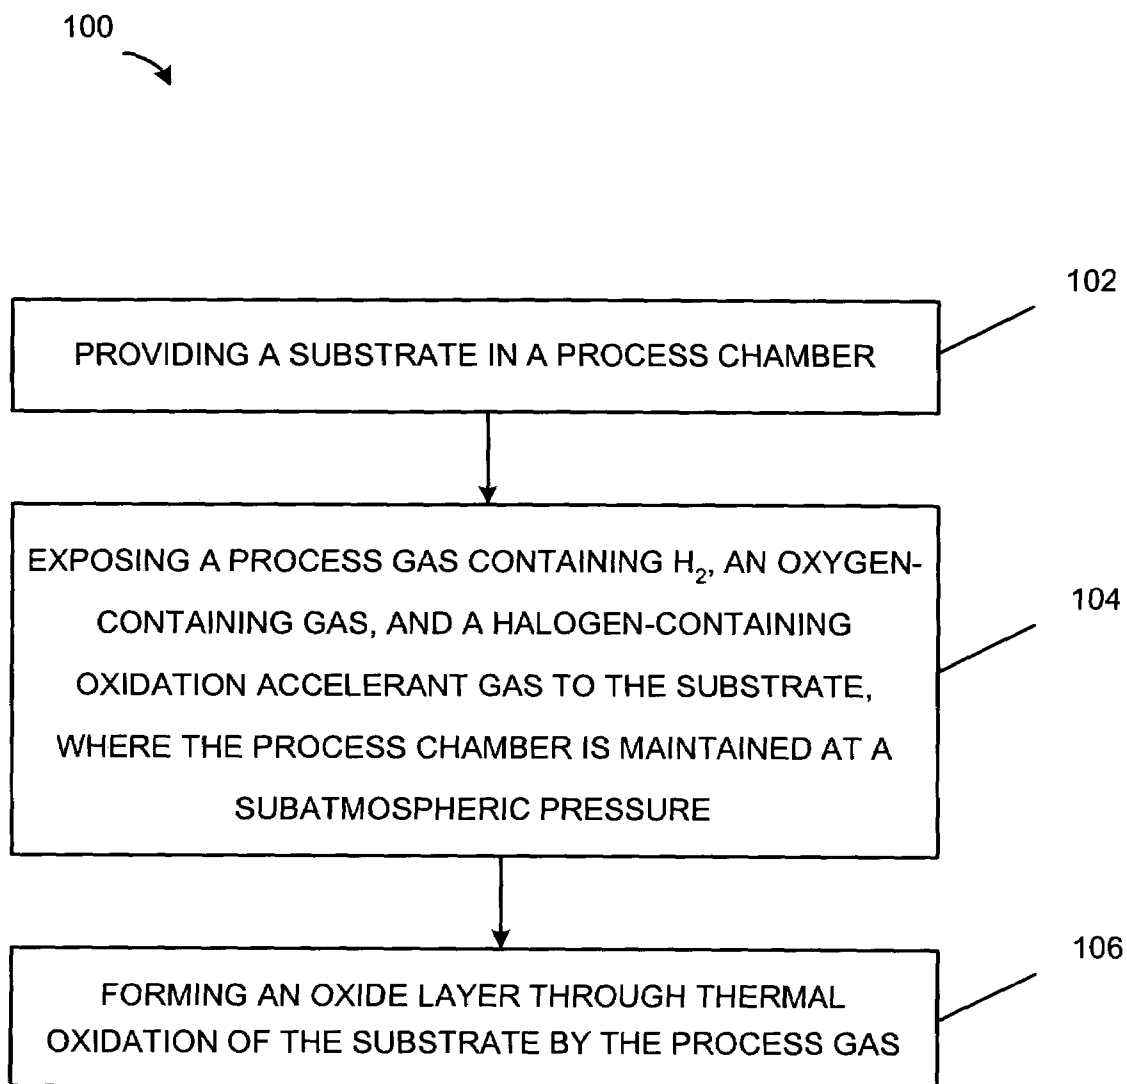 100
102
PROVIDING A SUBSTRATE IN A PROCESS CHAMBER
EXPOSING A PROCESS GAS CONTAINING H₂, AN OXYGEN-
CONTAINING GAS, AND A HALOGEN-CONTAINING
OXIDATION ACCELERANT GAS TO THE SUBSTRATE,
WHERE THE PROCESS CHAMBER IS MAINTAINED AT A
SUBATMOSPHERIC PRESSURE
104
106
FORMING AN OXIDE LAYER THROUGH THERMAL
OXIDATION OF THE SUBSTRATE BY THE PROCESS GAS